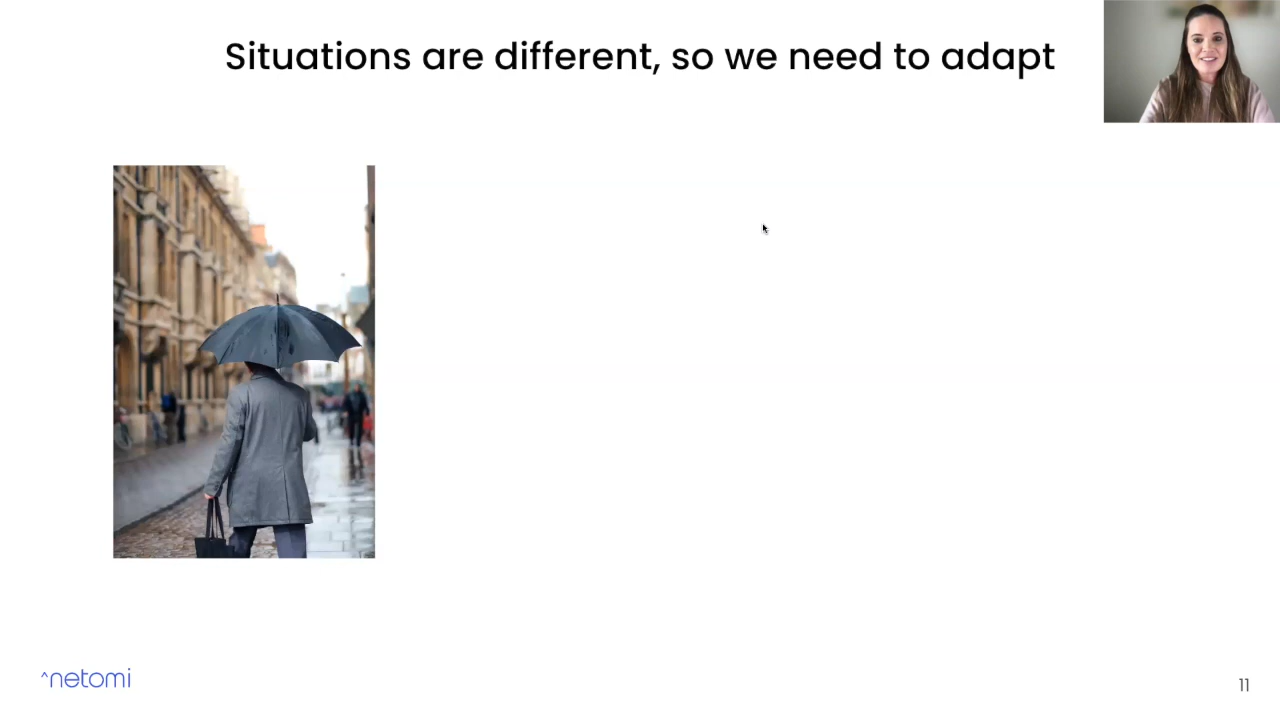 Situations are different, so we need to adapt
^netomi
11